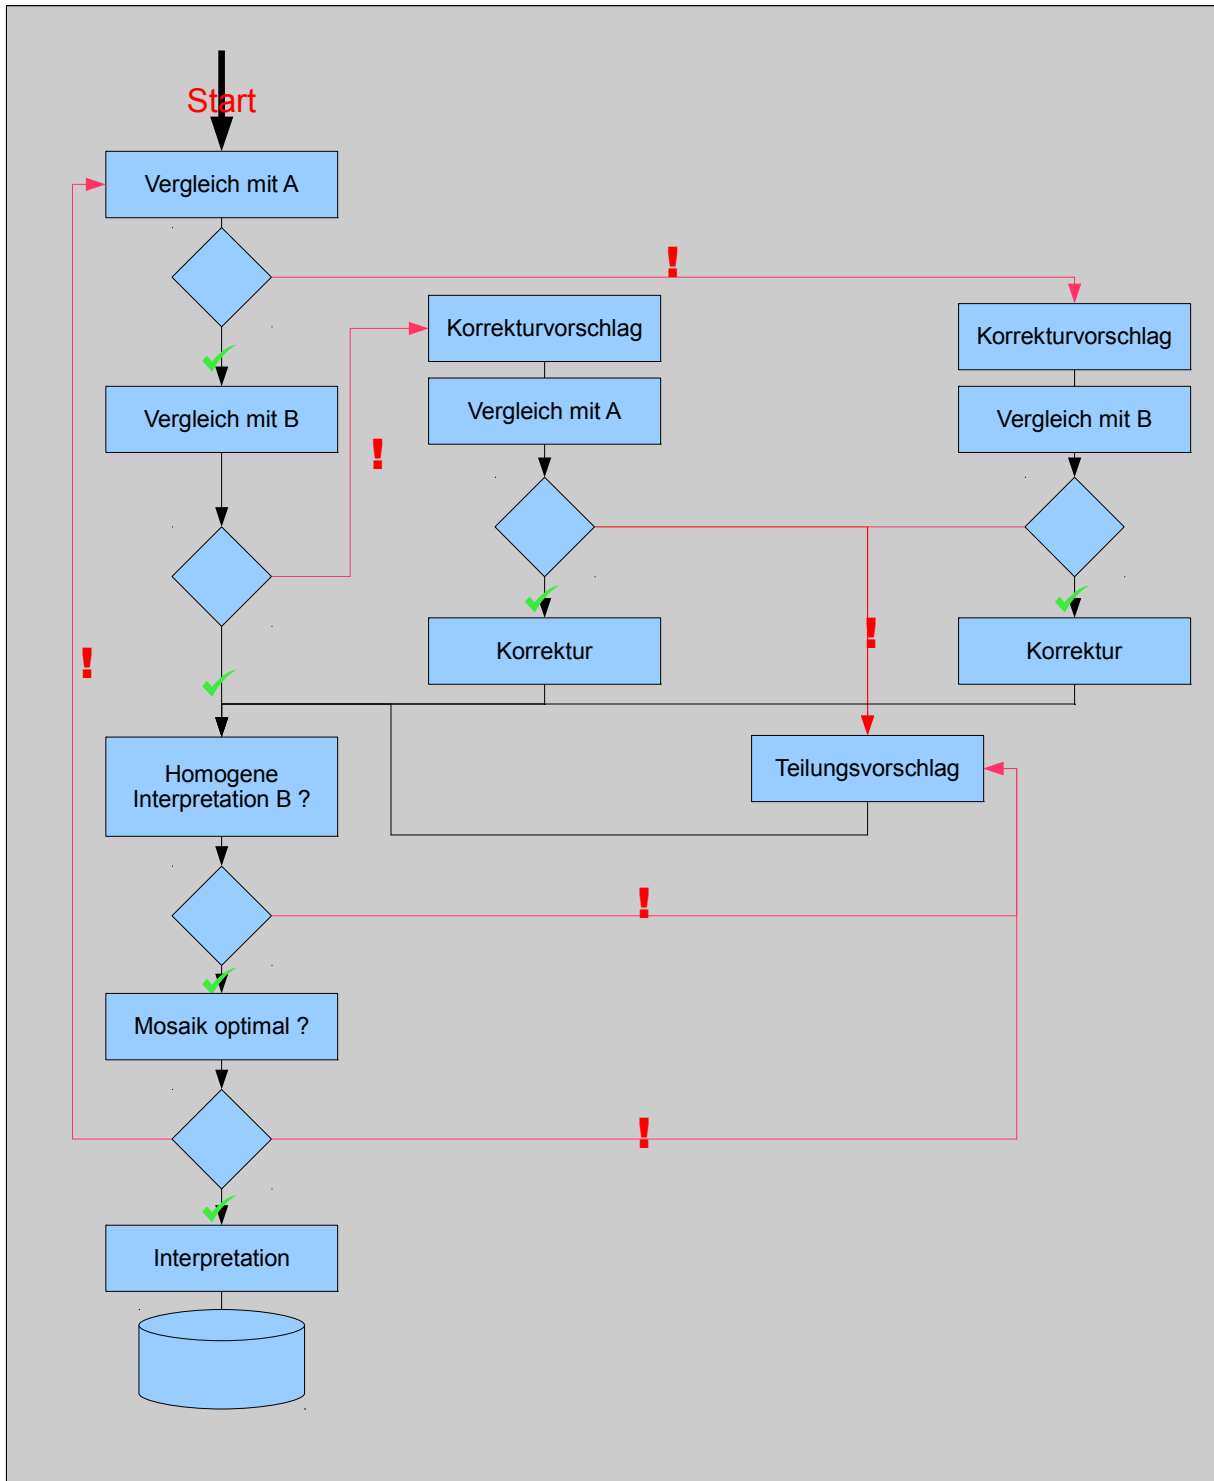 Start
Vergleich mit A
!
Korrekturvorschlag
Korrekturvorschlag
Vergleich mit B
Vergleich mit A
Vergleich mit B
!
!
!
Korrektur
Korrektur
Homogene
Interpretation B ?
Teilungsvorschlag
!
Mosaik optimal ?
!
Interpretation